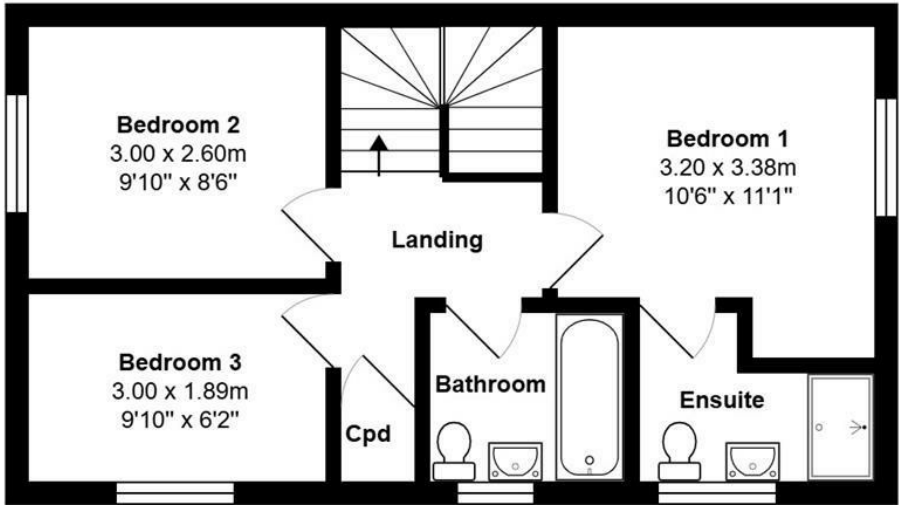 Bedroom 2
3.00 x 2.60m
9'10" x 8'6"
Bedroom 1
3.20 x 3.38m
10'6" x 11'1"
Landing
Bedroom 3
3.00 x 1.89m
9'10" x 6'2"
Cpd
Bathroom
Ensuite